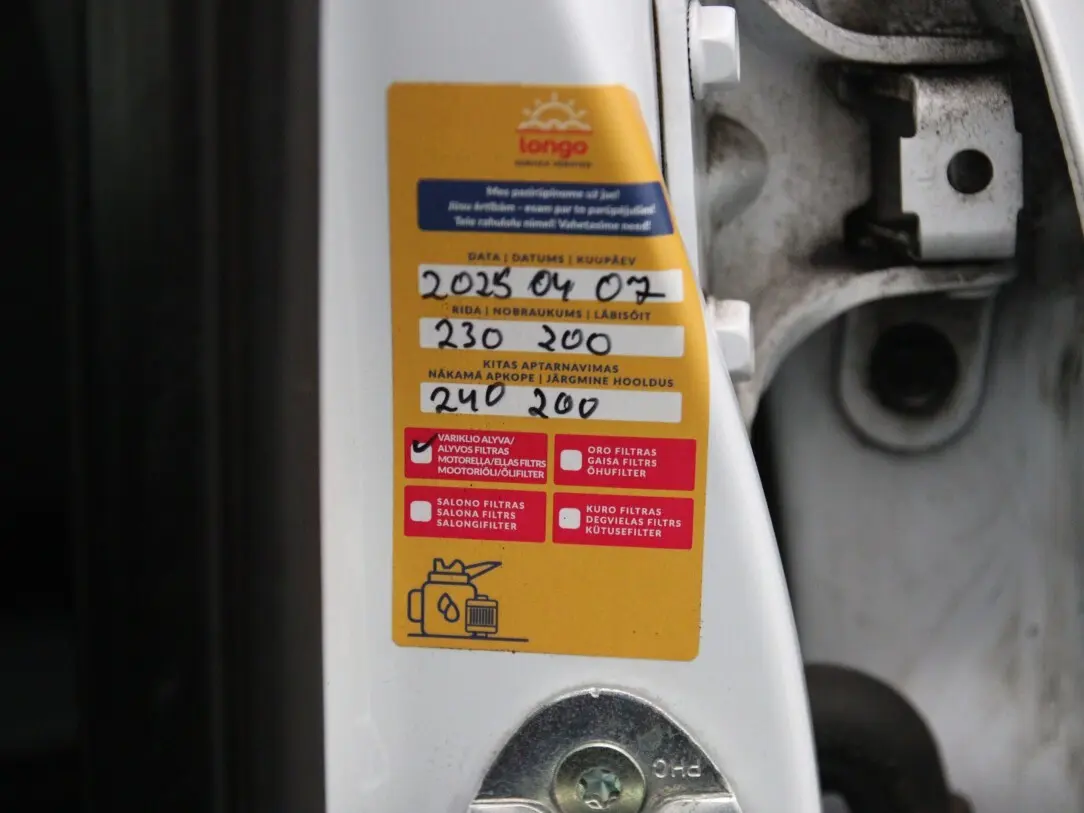 longo
Mes pasirūpinome už jus!
Jūsu ērtībām - esam par to parūpējušies!
Teie rahulolu nimel! Vahetasime need!
DATA | DATUMS | KUUPÄEV
2025 04 07
RIDA | NOBRAUKUMS | LÄBISÕIT
230 200
KITAS APTARNAVIMAS
NĀKAMĀ APKOPE | JÄRGMINE HOOLDUS
240 200
VARIKLIO ALYVA/
ALYVOS FILTRAS
MOTORELLA/ELLAS FILTRS
MOOTORIÕLI/ÕLIFILTER
ORO FILTRAS
GAISA FILTRS
ÕHUFILTER
SALONO FILTRAS
SALONA FILTRS
SALONGIFILTER
KURO FILTRAS
DEGVIELAS FILTRS
KÜTUSEFILTER
PHC